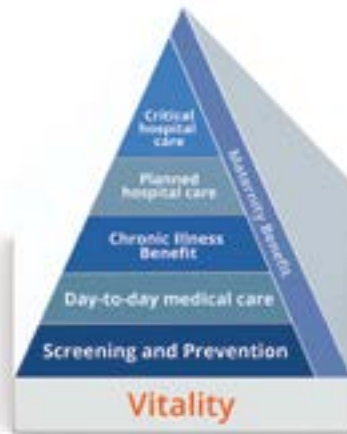 Critical
hospital
care
Planned
hospital care
Chronic Illness
Benefit
Day-to-day medical care
Screening and Prevention
Maternity Benefit
Vitality